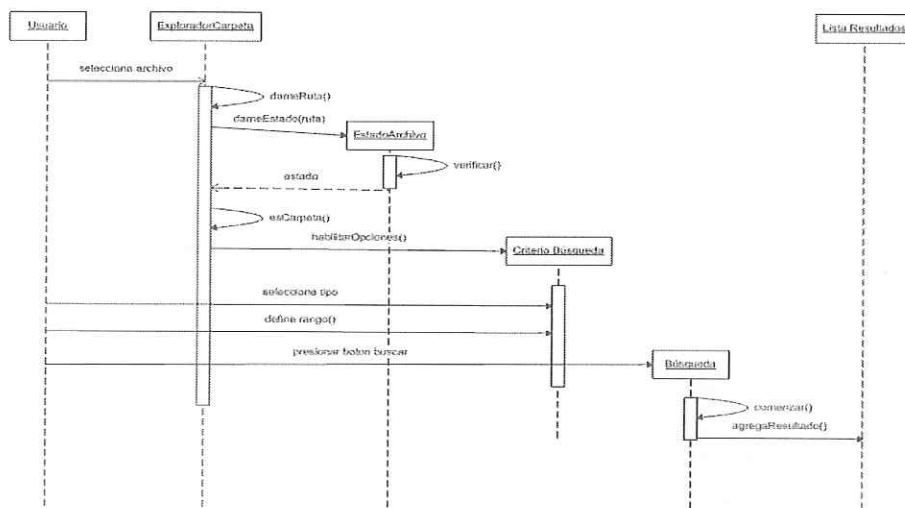 Usuario
ExploradorCarpeta
Lista Resultados
selecciona archivo
dameRuta()
dameEstado(ruta)
EstadoArchivo
verificar()
estado
esCarpeta()
habilitarOpciones()
Criterio Búsqueda
selecciona tipo
define rango()
presionar boton buscar
Búsqueda
comenzar()
agregaResultado()